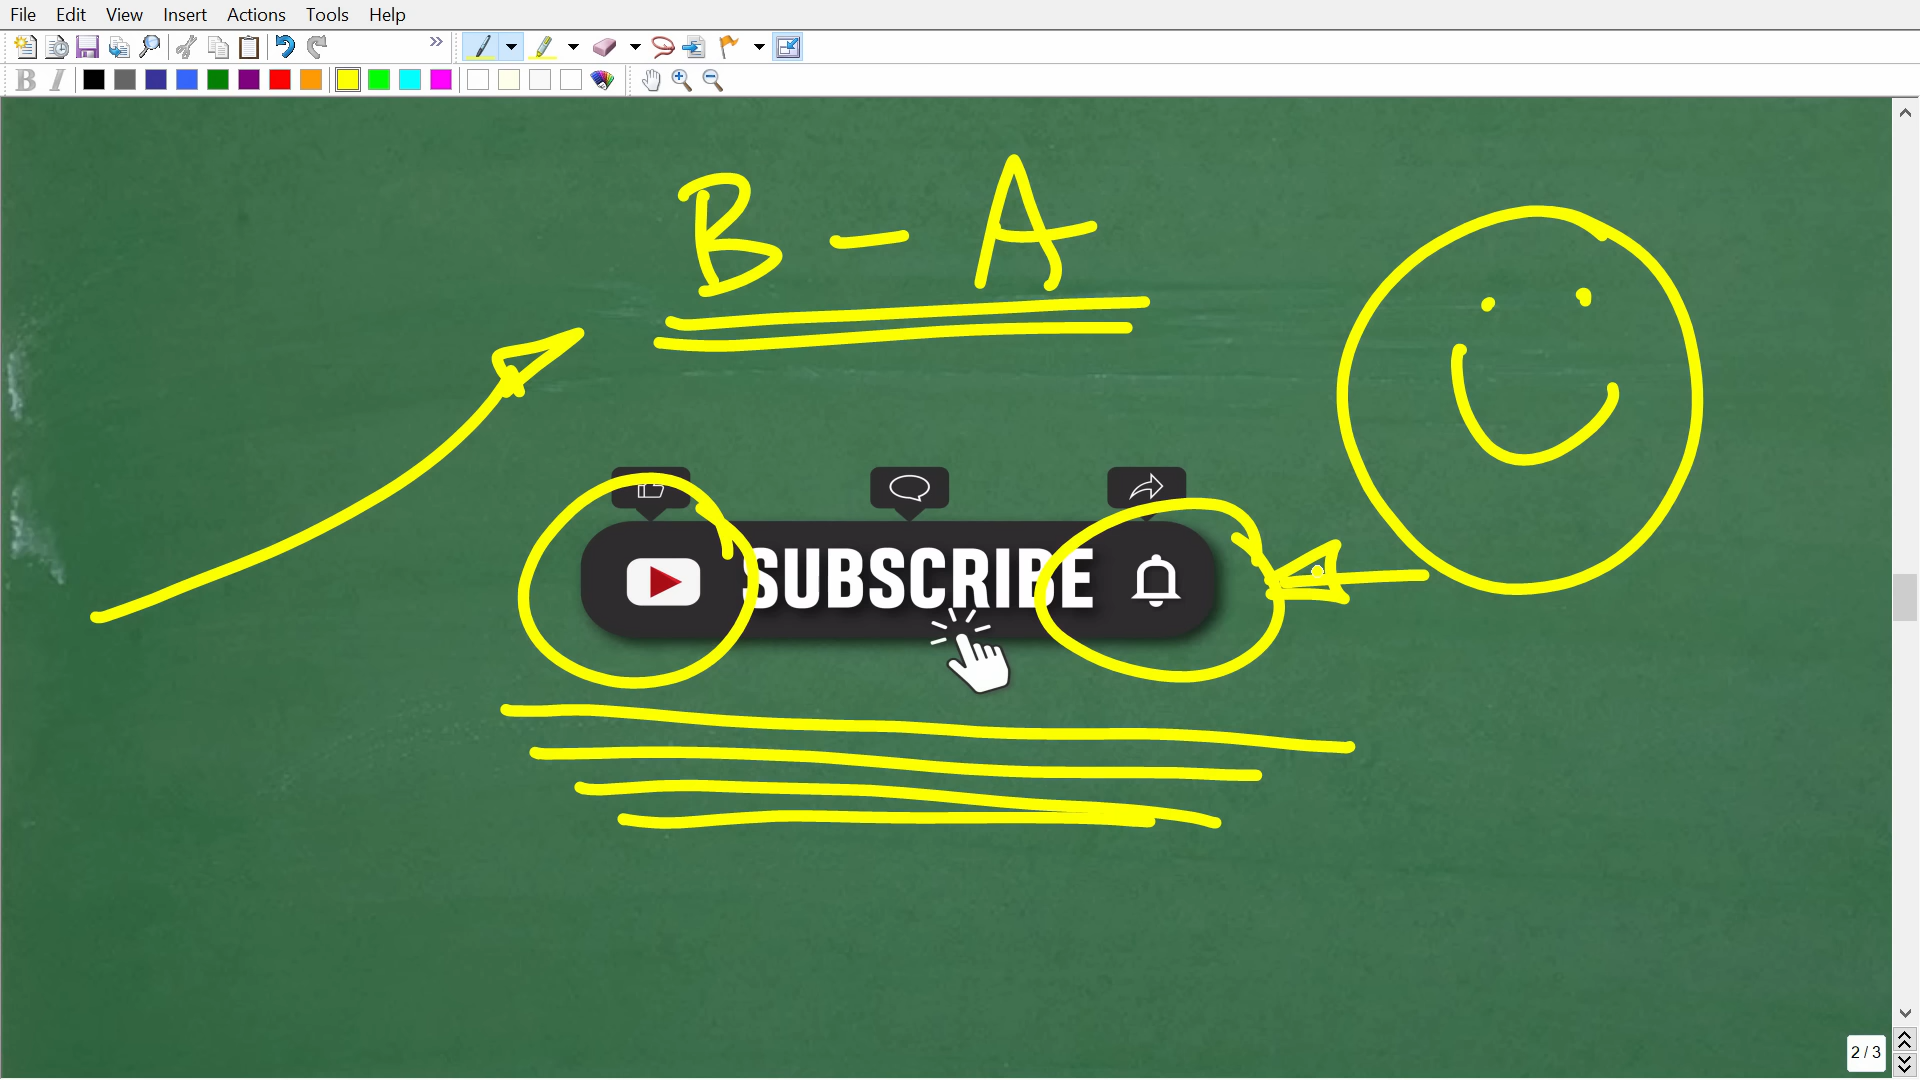 File Edit View Insert Actions Tools Help
B I
B - A
SUBSCRIBE
2 / 3